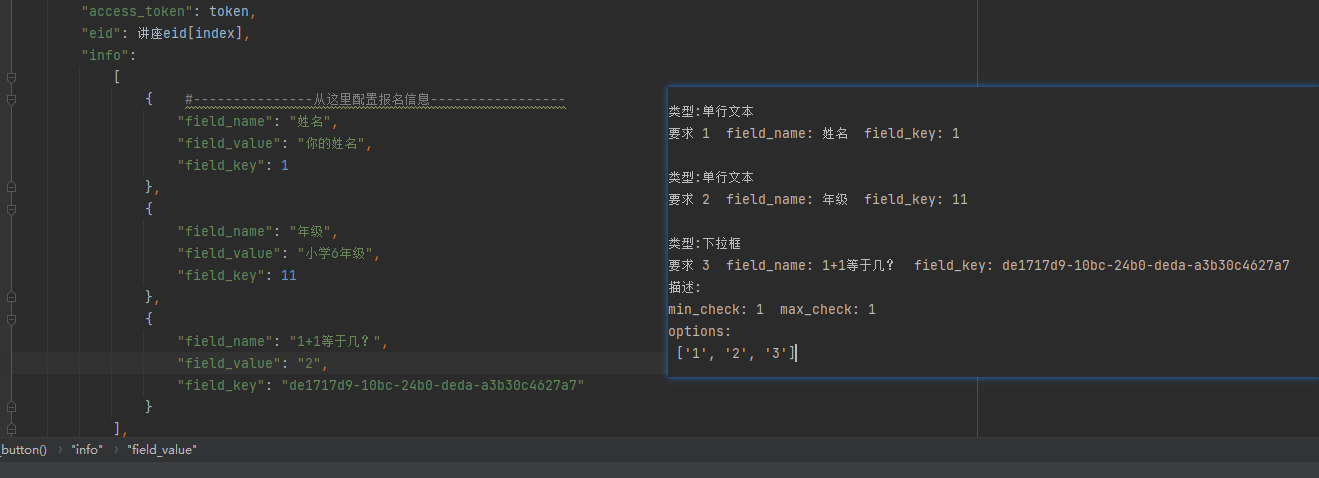 "access_token": token,
"eid": 讲座eid[index],
"info":
[
{    #---------------从这里配置报名信息-----------------
"field_name": "姓名",
"field_value": "你的姓名",
"field_key": 1
},
{
"field_name": "年级",
"field_value": "小学6年级",
"field_key": 11
},
{
"field_name": "1+1等于几？",
"field_value": "2",
"field_key": "de1717d9-10bc-24b0-deda-a3b30c4627a7"
}
],
类型:单行文本
要求 1  field_name: 姓名  field_key: 1
类型:单行文本
要求 2  field_name: 年级  field_key: 11
类型:下拉框
要求 3  field_name: 1+1等于几？  field_key: de1717d9-10bc-24b0-deda-a3b30c4627a7
描述:
min_check: 1  max_check: 1
options:
['1', '2', '3']
_button() › "info" › "field_value"